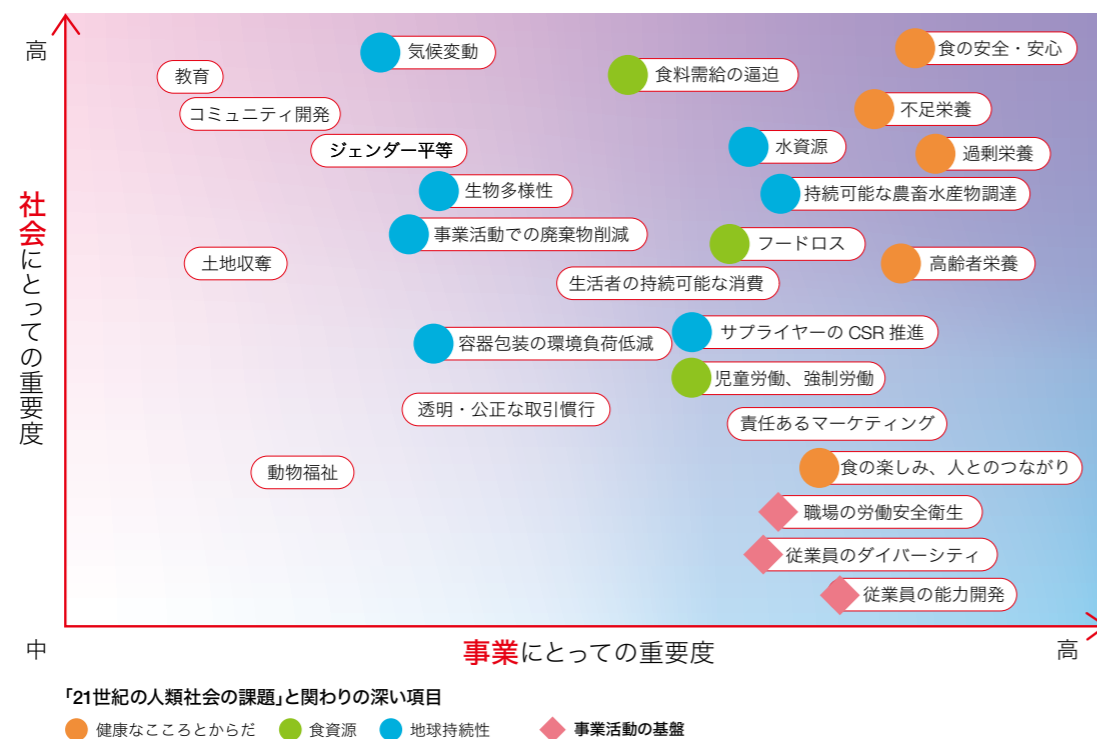 高
気候変動
食の安全・安心
教育
食料需給の逼迫
コミュニティ開発
不足栄養
ジェンダー平等
水資源
過剰栄養
生物多様性
持続可能な農畜水産物調達
事業活動での廃棄物削減
フードロス
土地収奪
高齢者栄養
生活者の持続可能な消費
社会にとっての重要度
容器包装の環境負荷低減
サプライヤーの CSR 推進
児童労働、強制労働
透明・公正な取引慣行
責任あるマーケティング
動物福祉
食の楽しみ、人とのつながり
職場の労働安全衛生
従業員のダイバーシティ
従業員の能力開発
中
事業にとっての重要度
高
「21世紀の人類社会の課題」と関わりの深い項目
健康なこころとからだ 食資源 地球持続性 事業活動の基盤